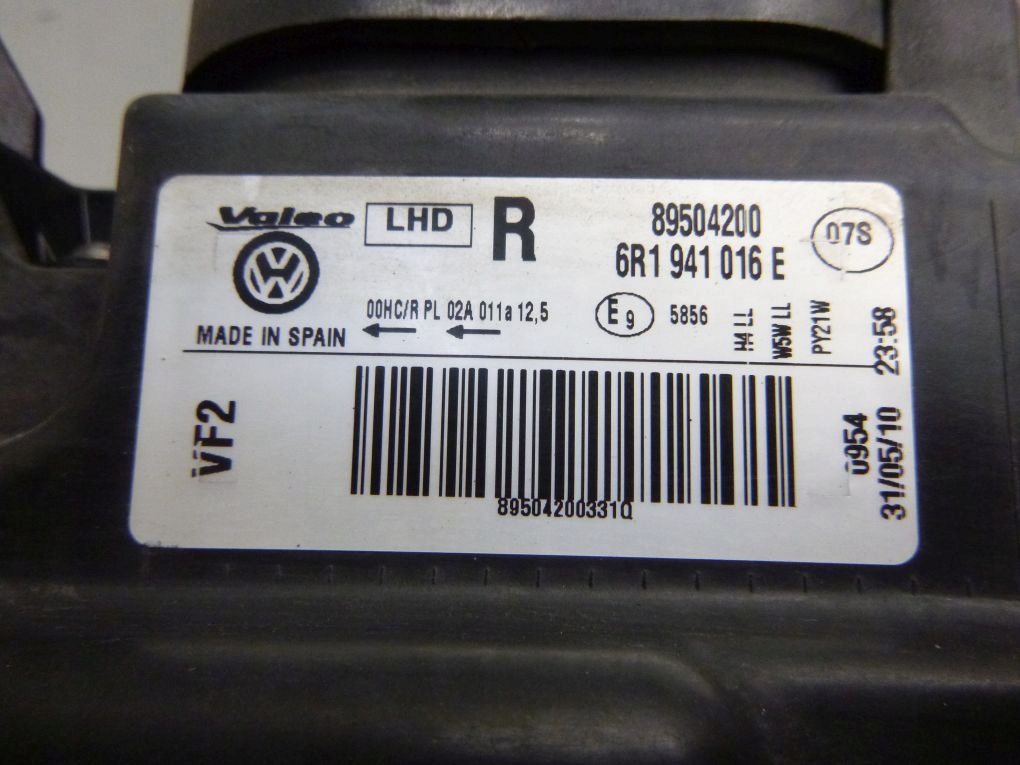 Valeo LHD R 89504200 07S
6R1 941 016 E
00HC/R PL 02A 011a 12,5 E9 5856
MADE IN SPAIN
H4 LL
W5W LL
PY21W
23:58
VF2
0954
31/05/10
89504200331Q